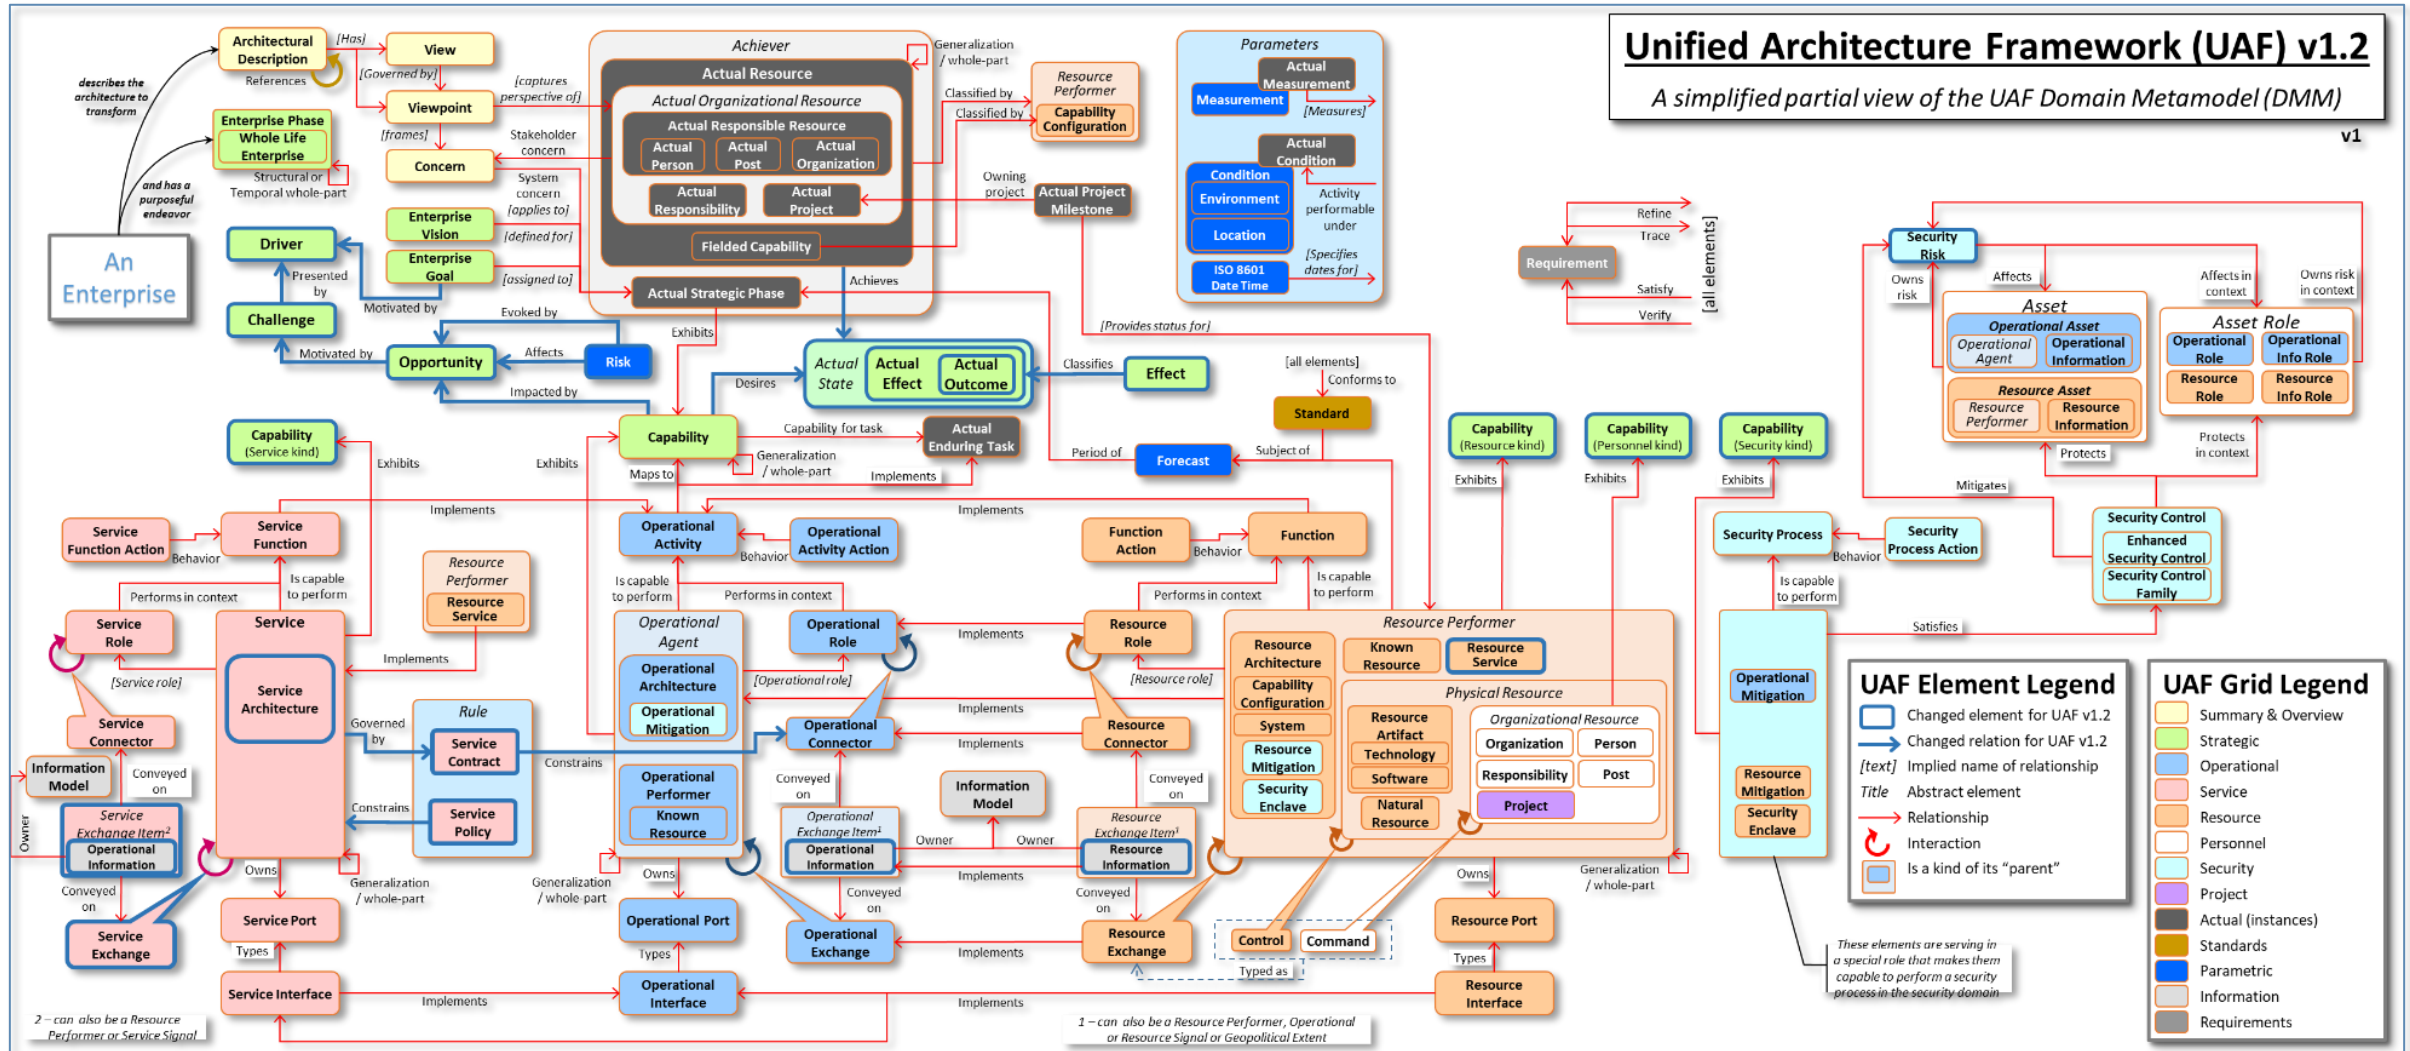 Unified Architecture Framework (UAF) v1.2
A simplified partial view of the UAF Domain Metamodel (DMM)
v1
Architectural
Description
References
[Has]
View
[Governed by]
Viewpoint
[captures
perspective of]
[frames]
Concern
Stakeholder
concern
System
concern
describes the
architecture to
transform
and has a
purposeful
endeavor
An
Enterprise
Enterprise Phase
Whole Life
Enterprise
Structural or
Temporal whole-part
Enterprise
Vision
[applies to]
[defined for]
Enterprise
Goal
[assigned to]
Driver
Presented
by
Motivated by
Challenge
Motivated by
Opportunity
Evoked by
Affects
Risk
Impacted by
Achiever
Actual Resource
Actual Organizational Resource
Actual Responsible Resource
Actual
Person
Actual
Post
Actual
Organization
Actual
Responsibility
Actual
Project
Fielded Capability
Actual Strategic Phase
Generalization
/ whole-part
Classified by
Classified by
Resource
Performer
Capability
Configuration
Owning
project
Actual Project
Milestone
Achieves
Exhibits
[Provides status for]
Parameters
Actual
Measurement
Measurement
[Measures]
Actual
Condition
Condition
Environment
Location
Activity
performable
under
ISO 8601
Date Time
[Specifies
dates for]
Requirement
Refine
Trace
Satisfy
Verify
[all elements]
Security
Risk
Owns
risk
Affects
Affects in
context
Owns risk
in context
Asset
Operational Asset
Operational
Agent
Operational
Information
Resource Asset
Resource
Performer
Resource
Information
Asset Role
Operational
Role
Operational
Info Role
Resource
Role
Resource
Info Role
Protects
Protects
in context
Mitigates
Actual
State
Actual
Effect
Actual
Outcome
Classifies
Effect
Desires
[all elements]
Conforms to
Standard
Subject of
Forecast
Period of
Capability
(Service kind)
Exhibits
Exhibits
Capability
Capability for task
Actual
Enduring Task
Generalization
/ whole-part
Maps to
Implements
Capability
(Resource kind)
Capability
(Personnel kind)
Capability
(Security kind)
Exhibits
Exhibits
Exhibits
Service
Function Action
Behavior
Service
Function
Implements
Operational
Activity
Behavior
Operational
Activity Action
Implements
Function
Action
Behavior
Function
Security Process
Behavior
Security
Process Action
Security Control
Enhanced
Security Control
Security Control
Family
Is capable
to perform
Satisfies
Performs in context
Is capable
to perform
Resource
Performer
Resource
Service
Implements
Is capable
to perform
Performs in context
Performs in context
Is capable
to perform
Service
Role
[Service role]
Service
Service
Architecture
Service
Connector
Information
Model
Conveyed
on
Owner
Service
Exchange Item²
Operational
Information
Conveyed
on
Service
Exchange
Governed
by
Rule
Service
Contract
Constrains
Constrains
Service
Policy
Owns
Generalization
/ whole-part
Service Port
Types
Service Interface
Implements
Operational
Agent
Operational
Architecture
Operational
Mitigation
Operational
Performer
Known
Resource
Generalization
/ whole-part
Owns
Operational Port
Types
Operational
Interface
Operational
Role
[Operational role]
Operational
Connector
Conveyed
on
Operational
Exchange Item¹
Operational
Information
Conveyed
on
Operational
Exchange
Implements
Implements
Implements
Information
Model
Owner
Owner
Implements
Implements
Implements
Resource
Role
[Resource role]
Resource
Connector
Conveyed
on
Resource
Exchange Item¹
Resource
Information
Conveyed
on
Resource
Exchange
Resource Performer
Resource
Architecture
Capability
Configuration
System
Resource
Mitigation
Security
Enclave
Known
Resource
Resource
Service
Physical Resource
Resource
Artifact
Technology
Software
Natural
Resource
Organizational Resource
Organization
Person
Responsibility
Post
Project
Control
Command
Typed as
Owns
Generalization
/ whole-part
Resource Port
Types
Resource
Interface
Operational
Mitigation
Resource
Mitigation
Security
Enclave
These elements are serving in
a special role that makes them
capable to perform a security
process in the security domain
2 – can also be a Resource
Performer or Service Signal
1 – can also be a Resource Performer, Operational
or Resource Signal or Geopolitical Extent
UAF Element Legend
Changed element for UAF v1.2
Changed relation for UAF v1.2
[text] Implied name of relationship
Title Abstract element
Relationship
Interaction
Is a kind of its “parent”
UAF Grid Legend
Summary & Overview
Strategic
Operational
Service
Resource
Personnel
Security
Project
Actual (instances)
Standards
Parametric
Information
Requirements